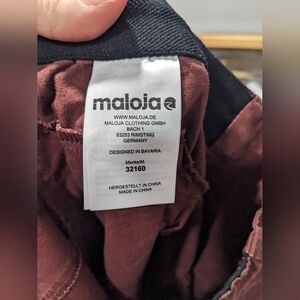 maloja
WWW.MALOJA.DE
MALOJA CLOTHING GMBH
BACH 1
83253 RIMSTING
GERMANY
DESIGNED IN BAVARIA
MarikeM.
32160
HERGESTELLT IN CHINA
MADE IN CHINA